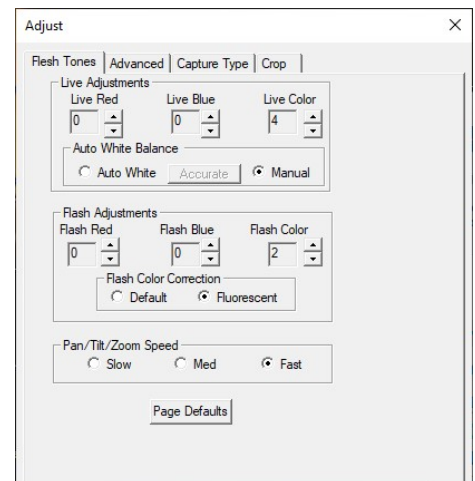 Adjust
Flesh Tones Advanced Capture Type Crop
Live Adjustments
Live Red Live Blue Live Color
0 0 4
Auto White Balance
Auto White Accurate Manual
Flash Adjustments
Flash Red Flash Blue Flash Color
0 0 2
Flash Color Correction
Default Fluorescent
Pan/Tilt/Zoom Speed
Slow Med Fast
Page Defaults